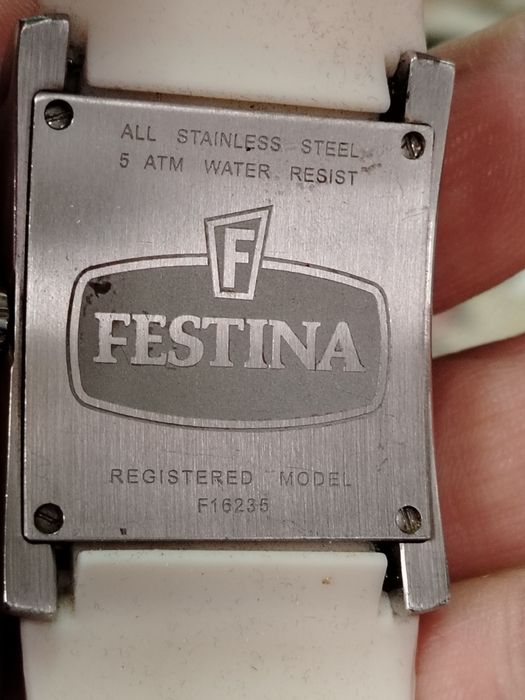 ALL STAINLESS STEEL
5 ATM WATER RESIST
F
FESTINA
REGISTERED MODEL
F16235